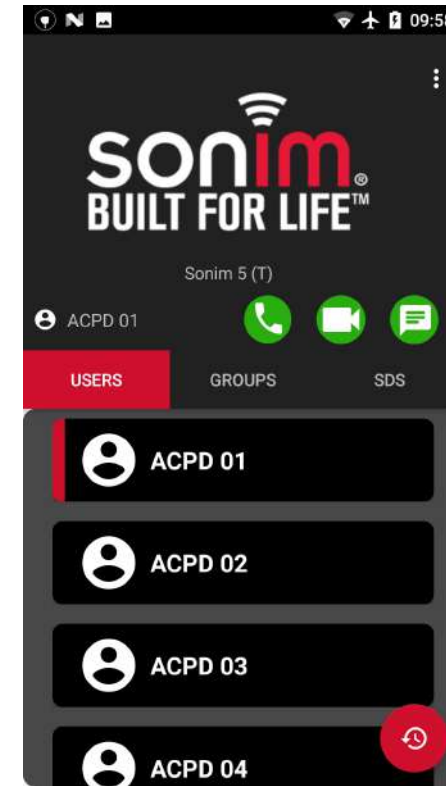 09:58
sonim®
BUILT FOR LIFE™
Sonim 5 (T)
ACPD 01
USERS GROUPS SDS
ACPD 01
ACPD 02
ACPD 03
ACPD 04